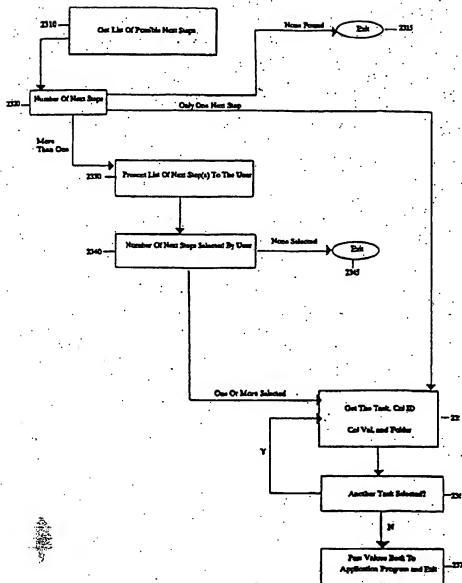 2310
Get List Of Possible Next Steps
None Found
Exit
2315
2320
Number Of Next Steps
Only One Next Step
More
Than One
2330
Present List Of Next Step(s) To The User
2340
Number Of Next Steps Selected By User
None Selected
Exit
2345
One Or More Selected
Get The Task, Col ID
Col Val, and Folder
Y
Another Task Selected?
N
Pass Values Back To
Application Program and Exit